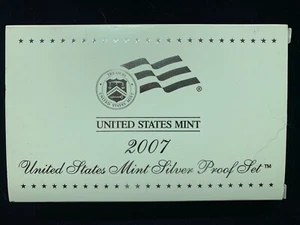 ®
UNITED STATES MINT
2007
United States Mint Silver Proof Set™